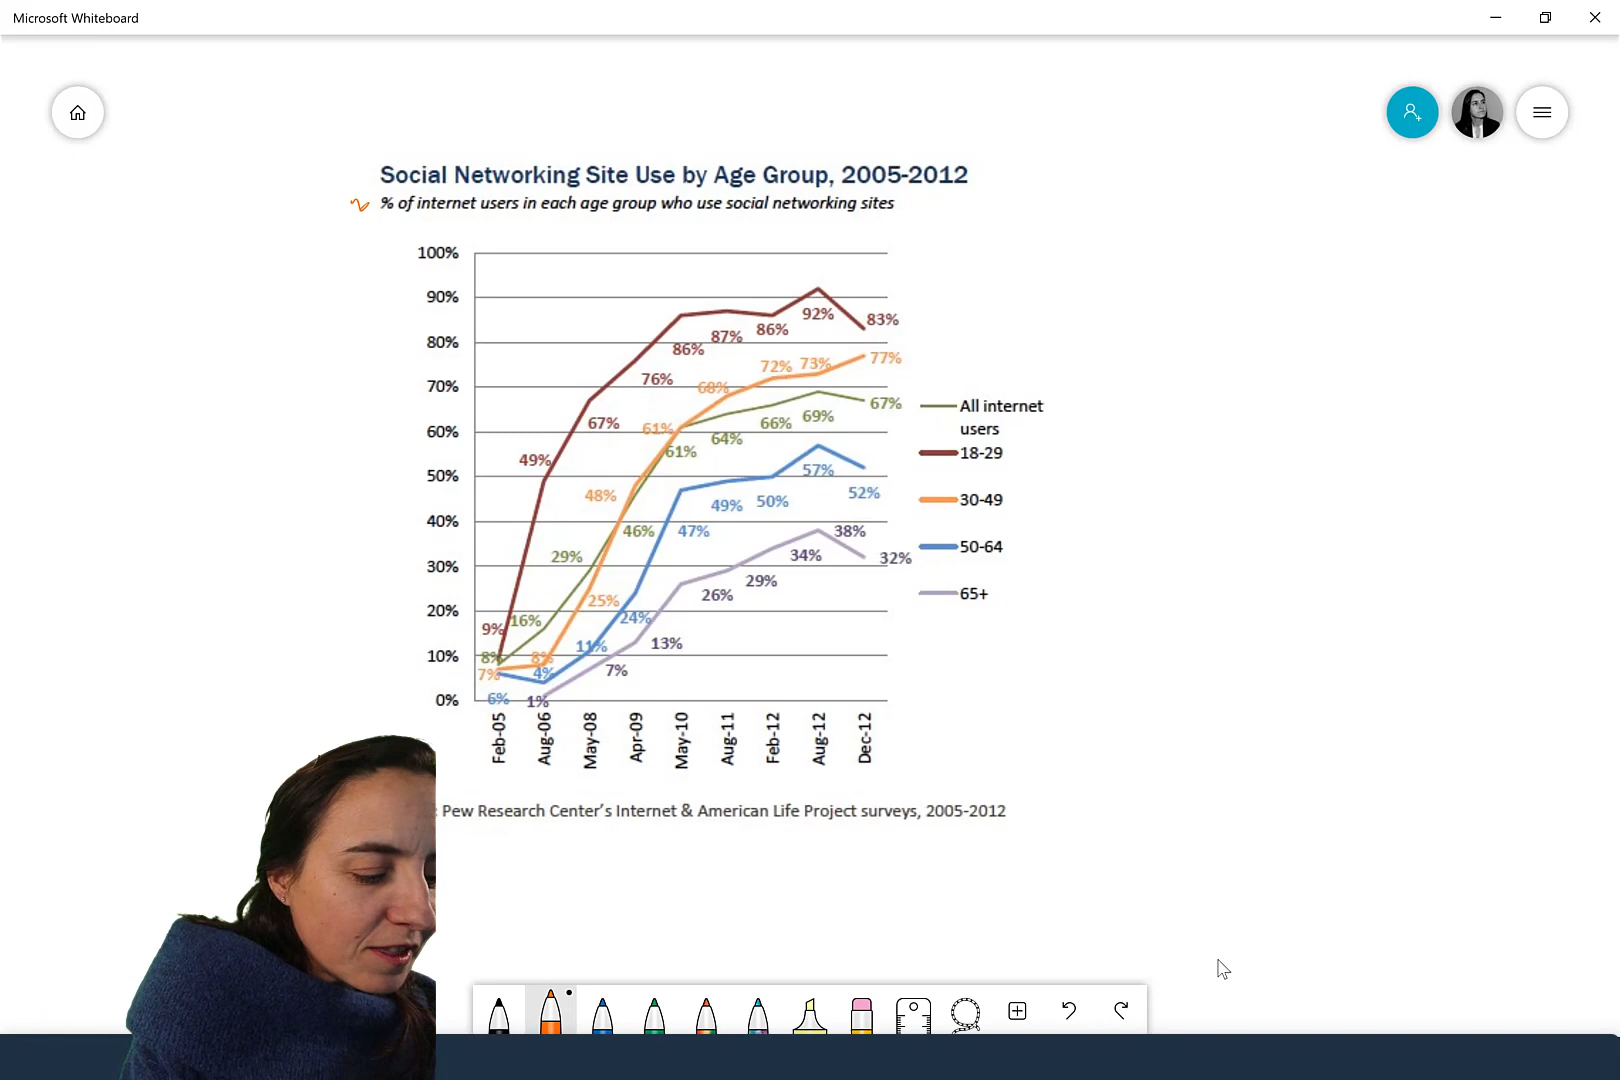 Microsoft Whiteboard
Social Networking Site Use by Age Group, 2005-2012
% of internet users in each age group who use social networking sites
100%
90%
80%
70%
60%
50%
40%
30%
20%
10%
0%
9% 49% 67% 76% 86% 87% 86% 92% 83%
7% 8% 25% 48% 61% 68% 72% 73% 77%
8% 16% 29% 46% 61% 64% 66% 69% 67%
6% 4% 11% 24% 47% 49% 50% 57% 52%
1% 7% 13% 26% 29% 34% 38% 32%
Feb-05 Aug-06 May-08 Apr-09 May-10 Aug-11 Feb-12 Aug-12 Dec-12
All internet
users
18-29
30-49
50-64
65+
: Pew Research Center's Internet & American Life Project surveys, 2005-2012